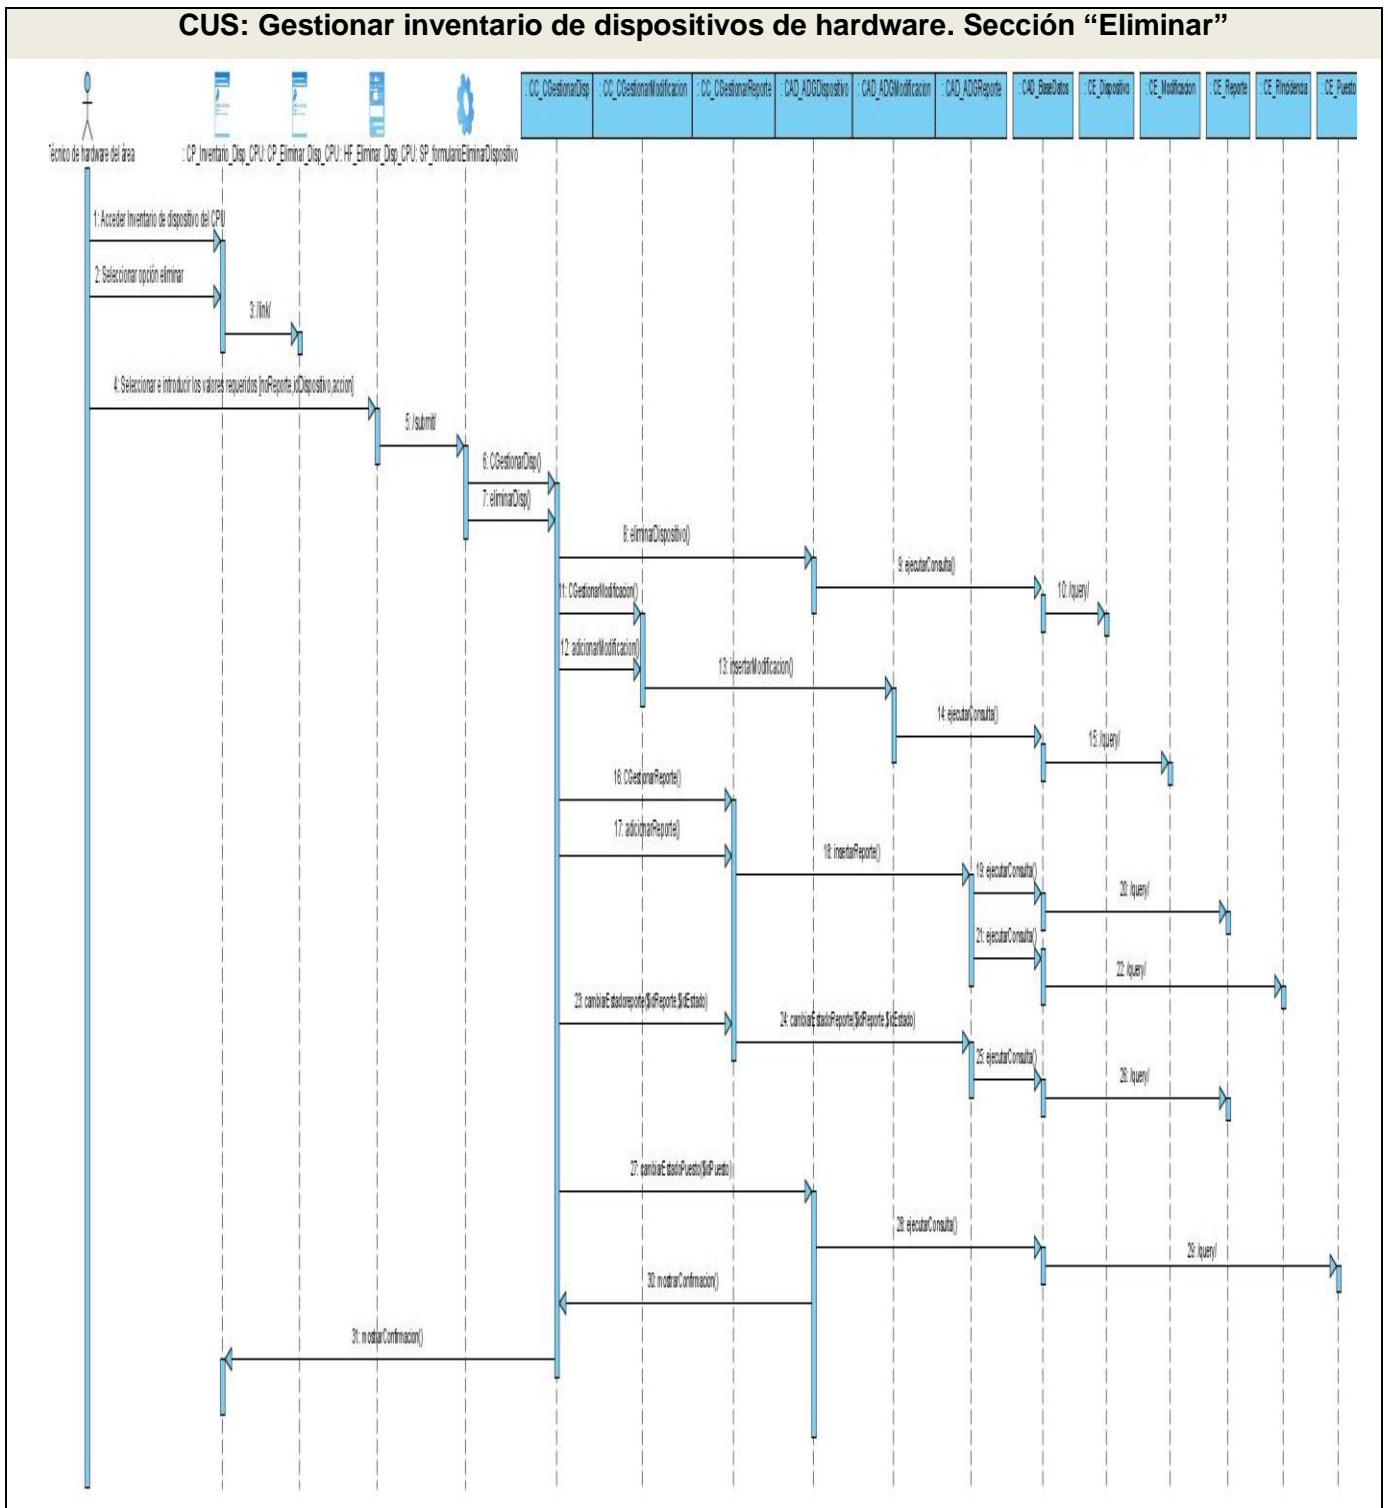 CUS: Gestionar inventario de dispositivos de hardware. Sección “Eliminar”
: CC_CGestionarDisp
: CC_CGestionarModificacion
: CC_CGestionarReporte
: CAD_ADGDispositivo
: CAD_ADGModificacion
: CAD_ADGReporte
: CAD_BaseDatos
: CE_Dispositivo
: CE_Modificacion
: CE_Reporte
: CE_RIncidencia
: CE_Puesto
écnico de hardware del área
: CP_Inventario_Disp_CPU
: CP_Eliminar_Disp_CPU
: HF_Eliminar_Disp_CPU
: SP_formularioEliminarDispositivo
1: Acceder Inventario de dispositivo del CPU
2: Seleccionar opción eliminar
3: /link/
4: Seleccionar e introducir los valores requeridos [noReporte,idDispositivo,accion]
5: /submit/
6: CGestionarDisp()
7: eliminarDisp()
8: eliminarDispositivo()
9: ejecutarConsulta()
10: /query/
11: CGestionarModificacion()
12: adicionarModificacion()
13: insertarModificacion()
14: ejecutarConsulta()
15: /query/
16: CGestionarReporte()
17: adicionarReporte()
18: insertarReporte()
19: ejecutarConsulta()
20: /query/
21: ejecutarConsulta()
22: /query/
23: cambiarEstadoreporte($idReporte,$idEstado)
24: cambiarEstadoReporte($idReporte,$idEstado)
25: ejecutarConsulta()
26: /query/
27: cambiarEstadoPuesto($idPuesto)
28: ejecutarConsulta()
29: /query/
30: mostrarConfirmacion()
31: mostrarConfirmacion()